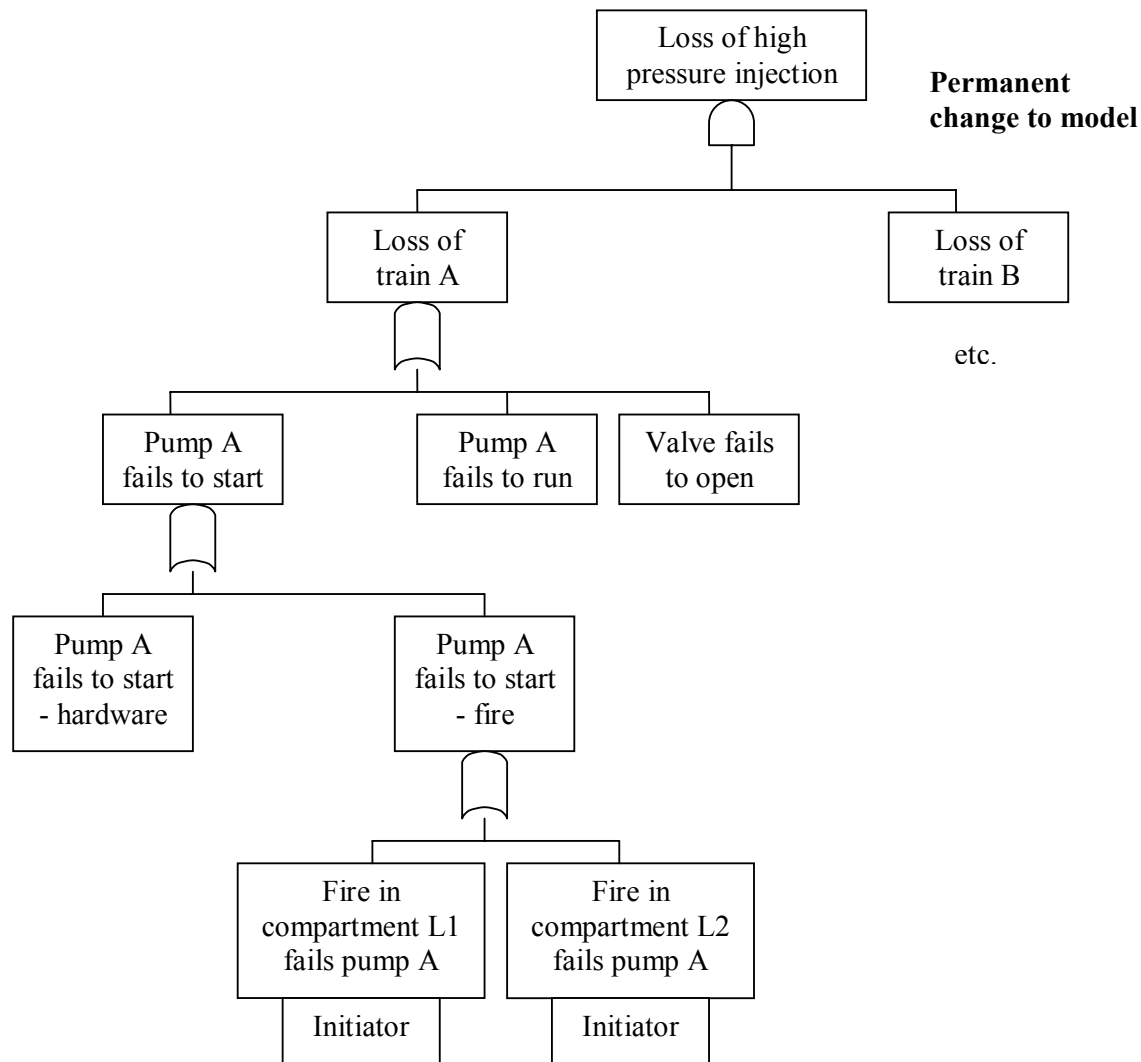 Loss of high
pressure injection
Permanent
change to model
Loss of
train A
Loss of
train B
etc.
Pump A
fails to start
Pump A
fails to run
Valve fails
to open
Pump A
fails to start
- hardware
Pump A
fails to start
- fire
Fire in
compartment L1
fails pump A
Fire in
compartment L2
fails pump A
Initiator
Initiator